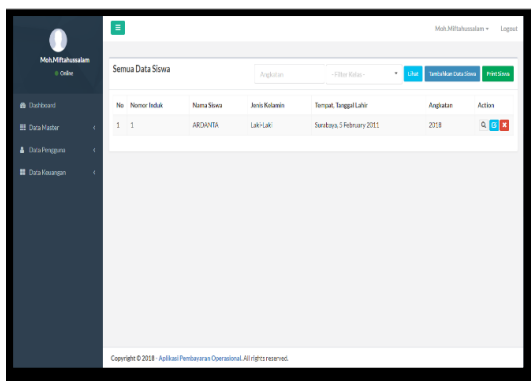 Moh.Miftahussalam
Online
Dashboard
Data Master
Data Pengguna
Data Keuangan
Moh.Miftahussalam Logout
Semua Data Siswa
Angkatan --Filter Kelas-- Lihat Tambahkan Data Siswa Print Siswa
No Nomor Induk Nama Siswa Jenis Kelamin Tempat, Tanggal Lahir Angkatan Action
1 1 ARDANTA Laki-Laki Surabaya, 5 February 2011 2018
Copyright © 2018 - Aplikasi Pembayaran Operasional. All rights reserved.